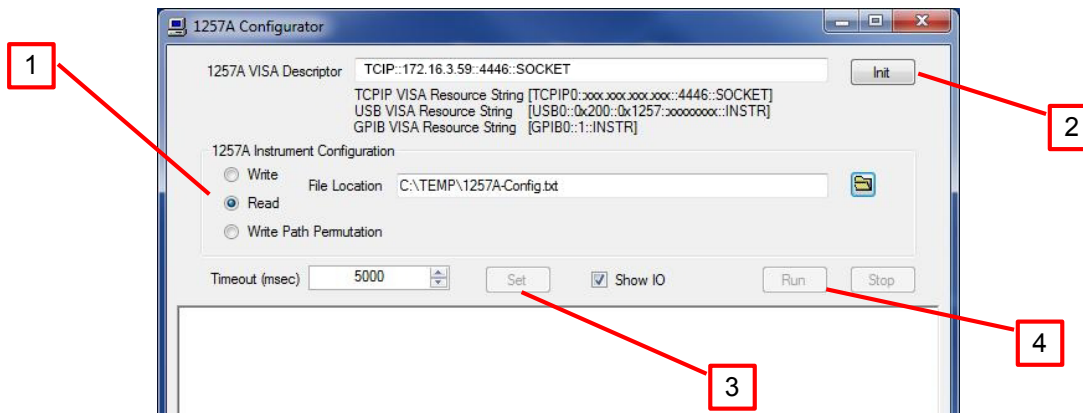 1257A Configurator
1
1257A VISA Descriptor TCIP::172.16.3.59::4446::SOCKET Init
TCPIP VISA Resource String [TCPIP0::xxx.xxx.xxx.xxx::4446::SOCKET]
USB VISA Resource String [USB0::0x200::0x1257::xxxxxxxx::INSTR]
GPIB VISA Resource String [GPIB0::1::INSTR]
2
1257A Instrument Configuration
Write
File Location C:\TEMP\1257A-Config.txt
Read
Write Path Permutation
Timeout (msec) 5000 Set Show IO Run Stop
4
3